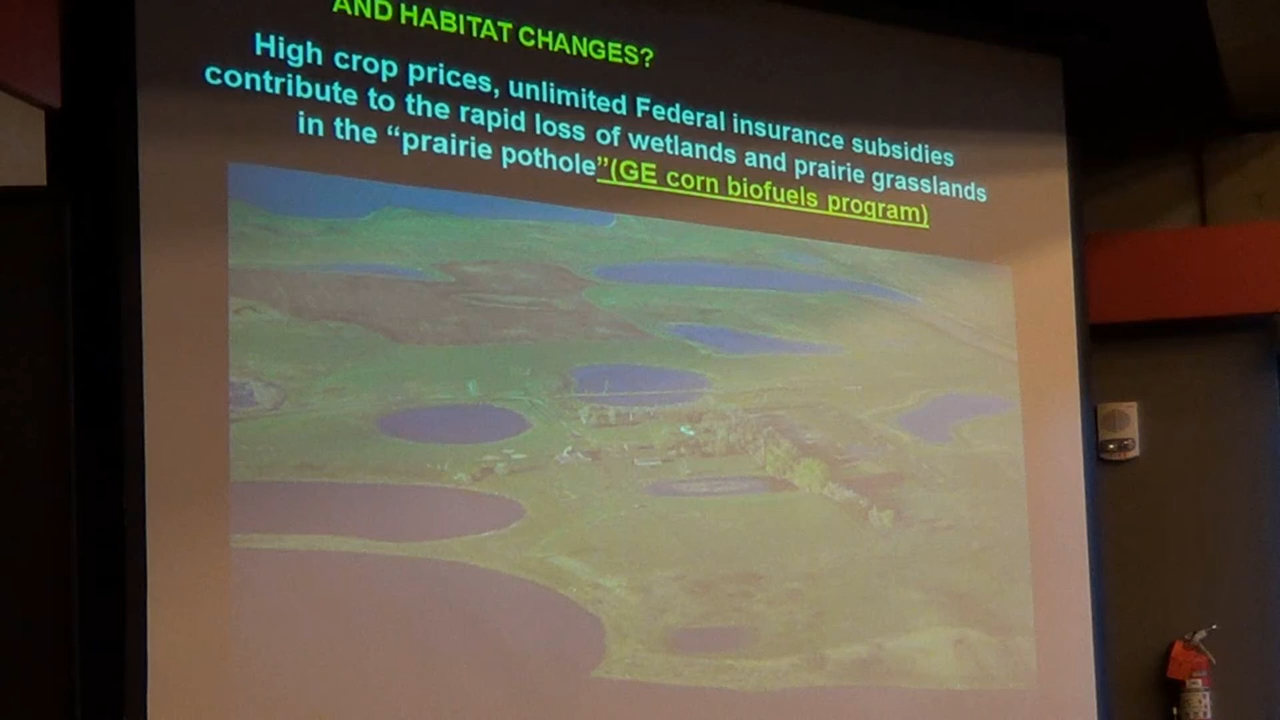 AND HABITAT CHANGES?
High crop prices, unlimited Federal insurance subsidies
contribute to the rapid loss of wetlands and prairie grasslands
in the “prairie pothole”(GE corn biofuels program)